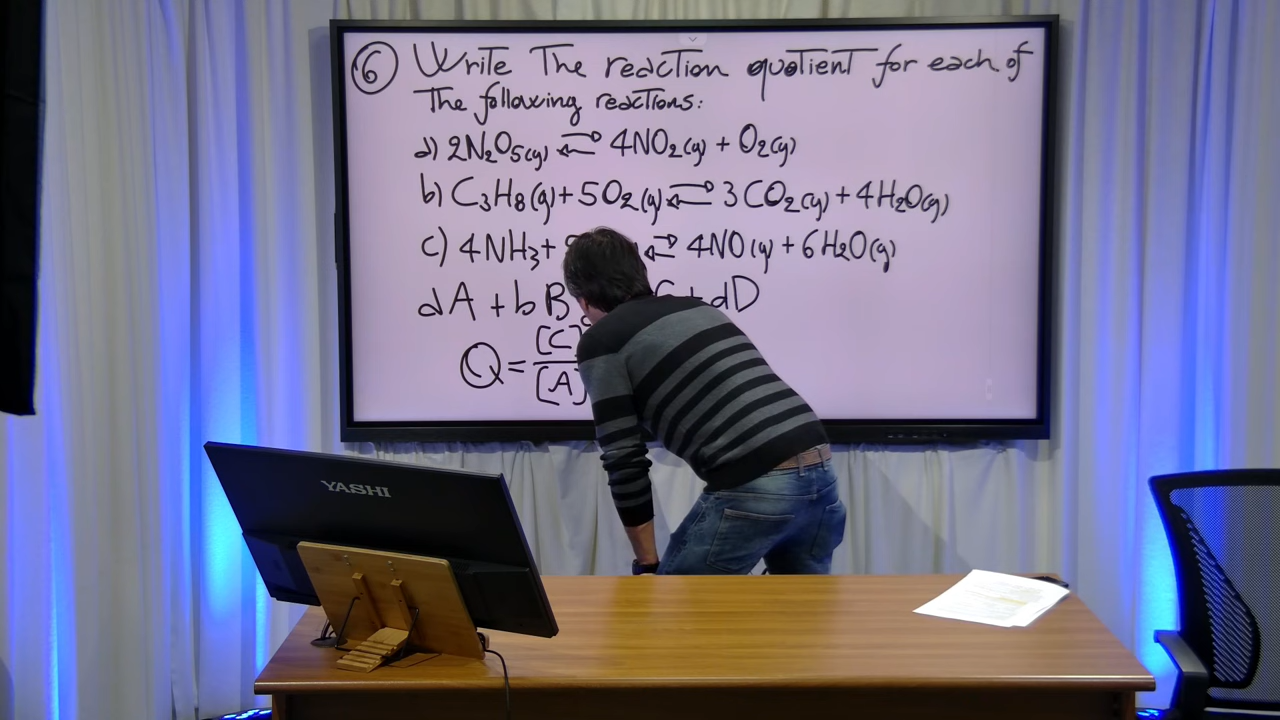 6 Write The reaction quotient for each of
The following reactions:
a) 2N₂O₅(g) ⇌ 4NO₂(g) + O₂(g)
b) C₃H₈(g) + 5O₂(g) ⇌ 3CO₂(g) + 4H₂O(g)
c) 4NH₃ + ⇌ 4NO(g) + 6H₂O(g)
aA + bB C + dD
Q = [C] / [A]
YASHI